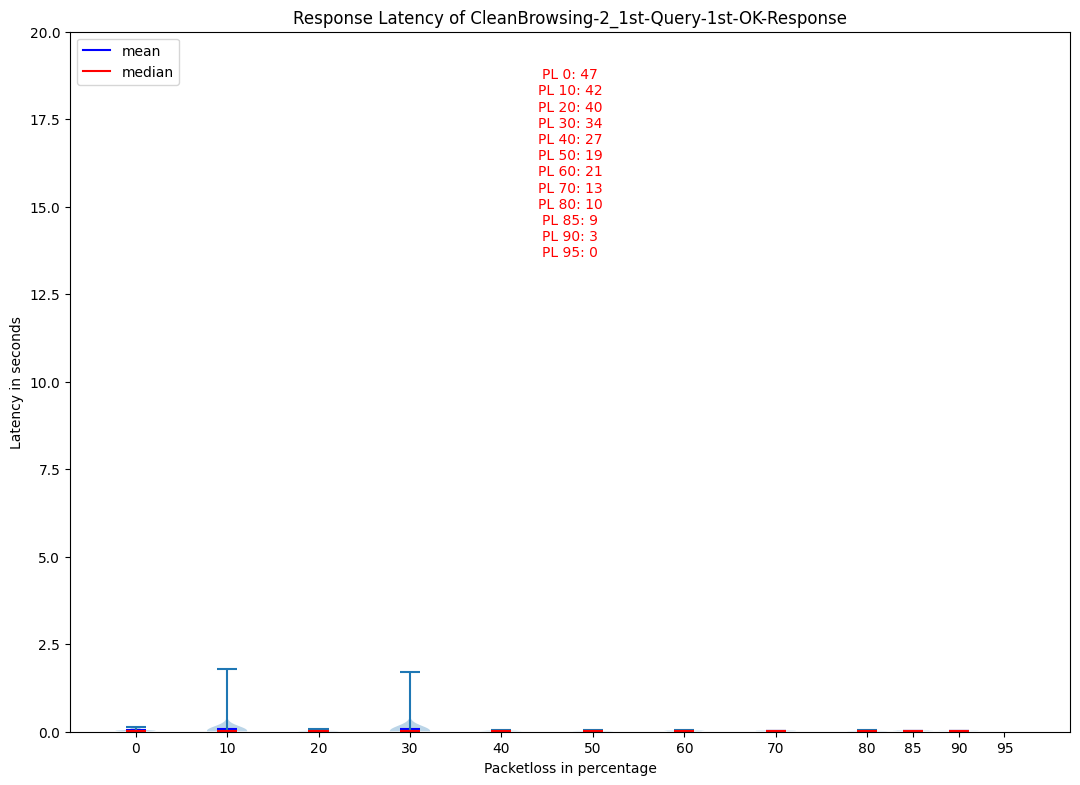 Response Latency of CleanBrowsing-2_1st-Query-1st-OK-Response
mean
median
PL 0: 47
PL 10: 42
PL 20: 40
PL 30: 34
PL 40: 27
PL 50: 19
PL 60: 21
PL 70: 13
PL 80: 10
PL 85: 9
PL 90: 3
PL 95: 0
20.0
17.5
15.0
12.5
10.0
7.5
5.0
2.5
0.0
Latency in seconds
0 10 20 30 40 50 60 70 80 85 90 95
Packetloss in percentage